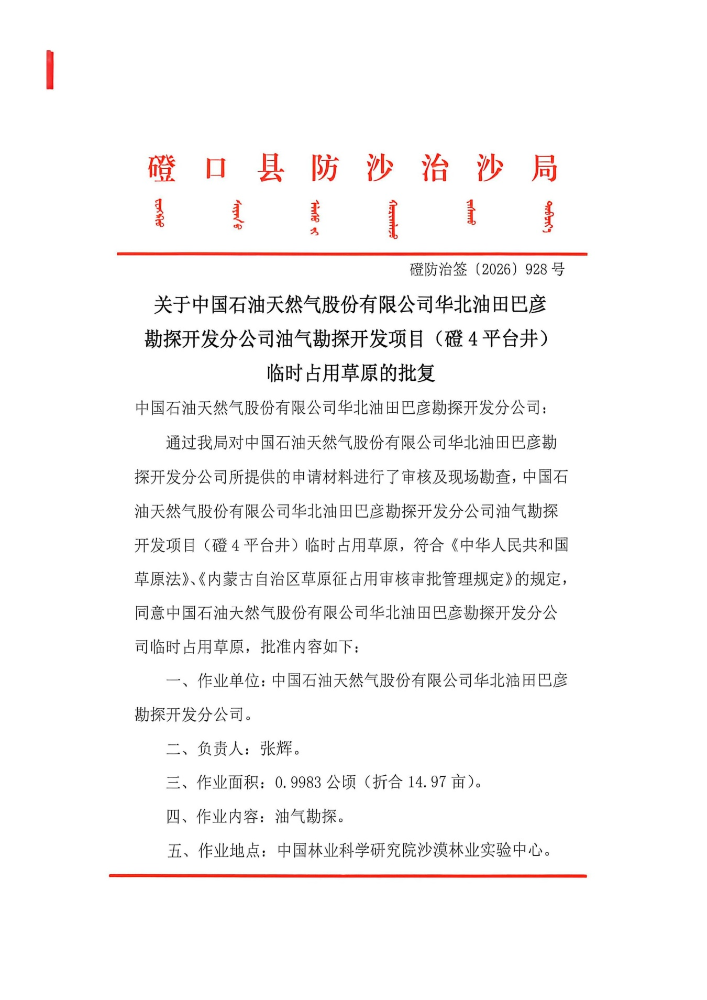 磴口县防沙治沙局
磴防治签〔2026〕928号
关于中国石油天然气股份有限公司华北油田巴彦
勘探开发分公司油气勘探开发项目（磴4平台井）
临时占用草原的批复
中国石油天然气股份有限公司华北油田巴彦勘探开发分公司：
通过我局对中国石油天然气股份有限公司华北油田巴彦勘
探开发分公司所提供的申请材料进行了审核及现场勘查，中国石
油天然气股份有限公司华北油田巴彦勘探开发分公司油气勘探
开发项目（磴4平台井）临时占用草原，符合《中华人民共和国
草原法》、《内蒙古自治区草原征占用审核审批管理规定》的规定，
同意中国石油天然气股份有限公司华北油田巴彦勘探开发分公
司临时占用草原，批准内容如下：
一、作业单位：中国石油天然气股份有限公司华北油田巴彦
勘探开发分公司。
二、负责人：张辉。
三、作业面积：0.9983公顷（折合14.97亩）。
四、作业内容：油气勘探。
五、作业地点：中国林业科学研究院沙漠林业实验中心。